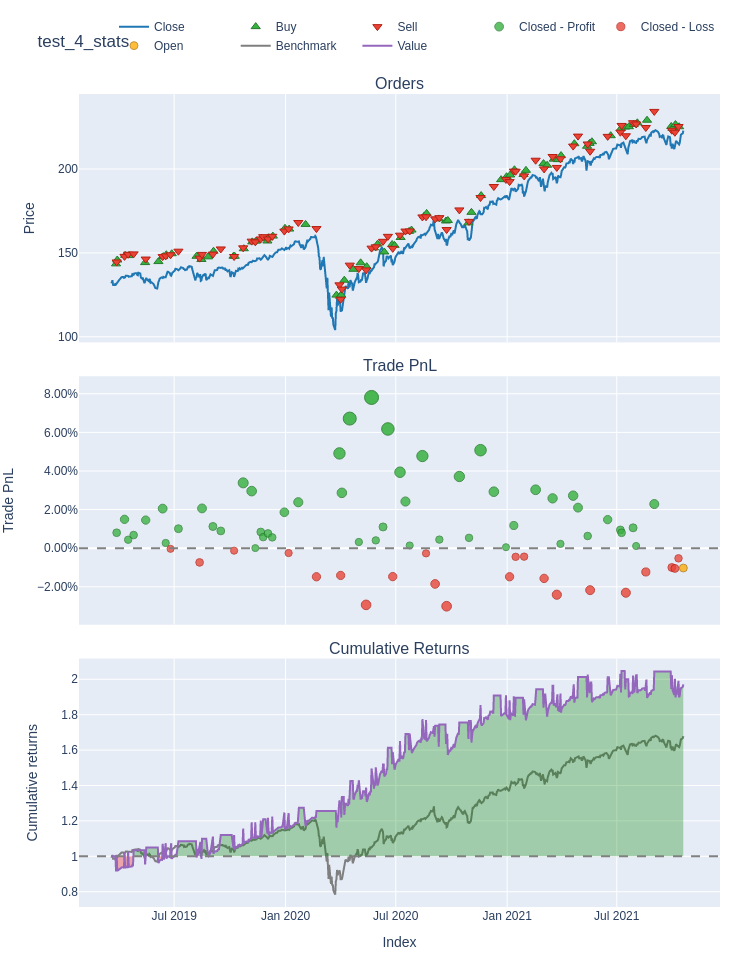 test_4_stats
Close
Buy
Sell
Closed - Profit
Closed - Loss
Open
Benchmark
Value
Orders
200
150
100
Price
Trade PnL
8.00%
6.00%
4.00%
2.00%
0.00%
−2.00%
Trade PnL
Cumulative Returns
2
1.8
1.6
1.4
1.2
1
0.8
Cumulative returns
Jul 2019
Jan 2020
Jul 2020
Jan 2021
Jul 2021
Index